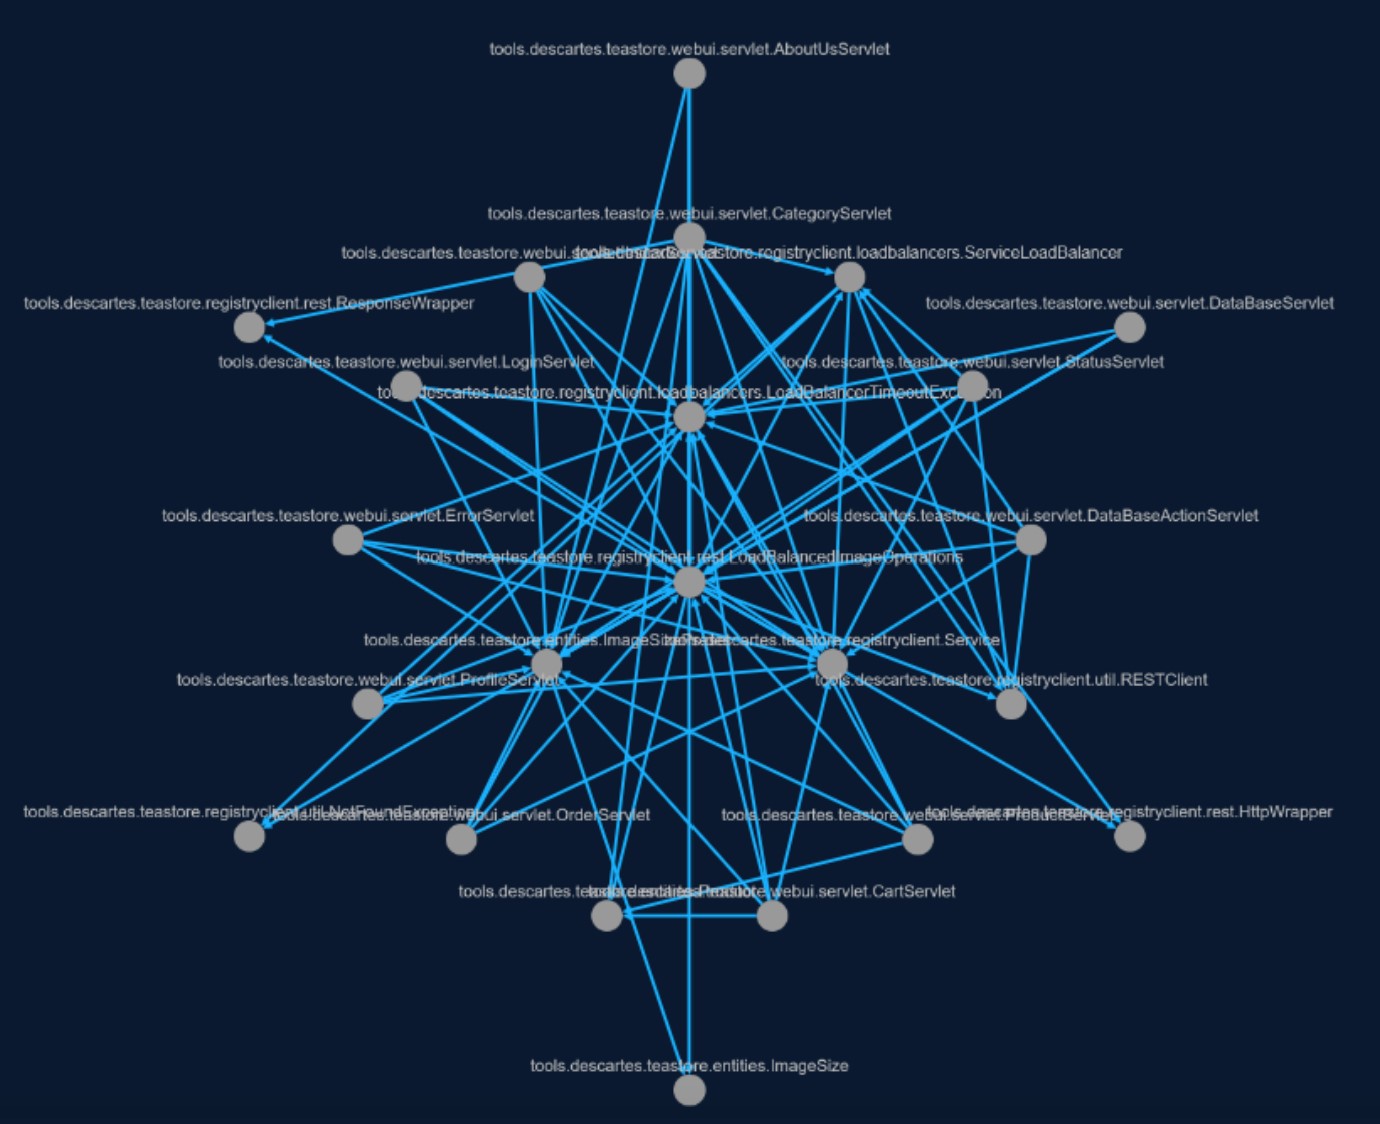 tools.descartes.teastore.webui.servlet.AboutUsServlet
tools.descartes.teastore.webui.servlet.CategoryServlet
tools.descartes.teastore.webui.
teastore.registryclient.loadbalancers.ServiceLoadBalancer
tools.descartes.teastore.registryclient.rest.ResponseWrapper
tools.descartes.teastore.webui.servlet.DataBaseServlet
tools.descartes.teastore.webui.servlet.LoginServlet
tools.descartes.teastore.webui.servlet.StatusServlet
tools.descartes.teastore.registryclient.loadbalancers.LoadBalancerTimeoutException
tools.descartes.teastore.webui.servlet.ErrorServlet
tools.descartes.teastore.webui.servlet.DataBaseActionServlet
tools.descartes.teastore.registryclient.rest.LoadBalancedImageOperations
tools.descartes.teastore.entities.ImageSizePreset
tools.descartes.teastore.registryclient.Service
tools.descartes.teastore.webui.servlet.ProfileServlet
tools.descartes.teastore.registryclient.util.RESTClient
tools.descartes.teastore.registryclient.util.NotFoundException
tools.descartes.teastore.webui.servlet.OrderServlet
tools.descartes.teastore.webui.servlet.ProductServlet
tools.descartes.teastore.registryclient.rest.HttpWrapper
tools.descartes.teastore.entities.Product
tools.descartes.teastore.webui.servlet.CartServlet
tools.descartes.teastore.entities.ImageSize